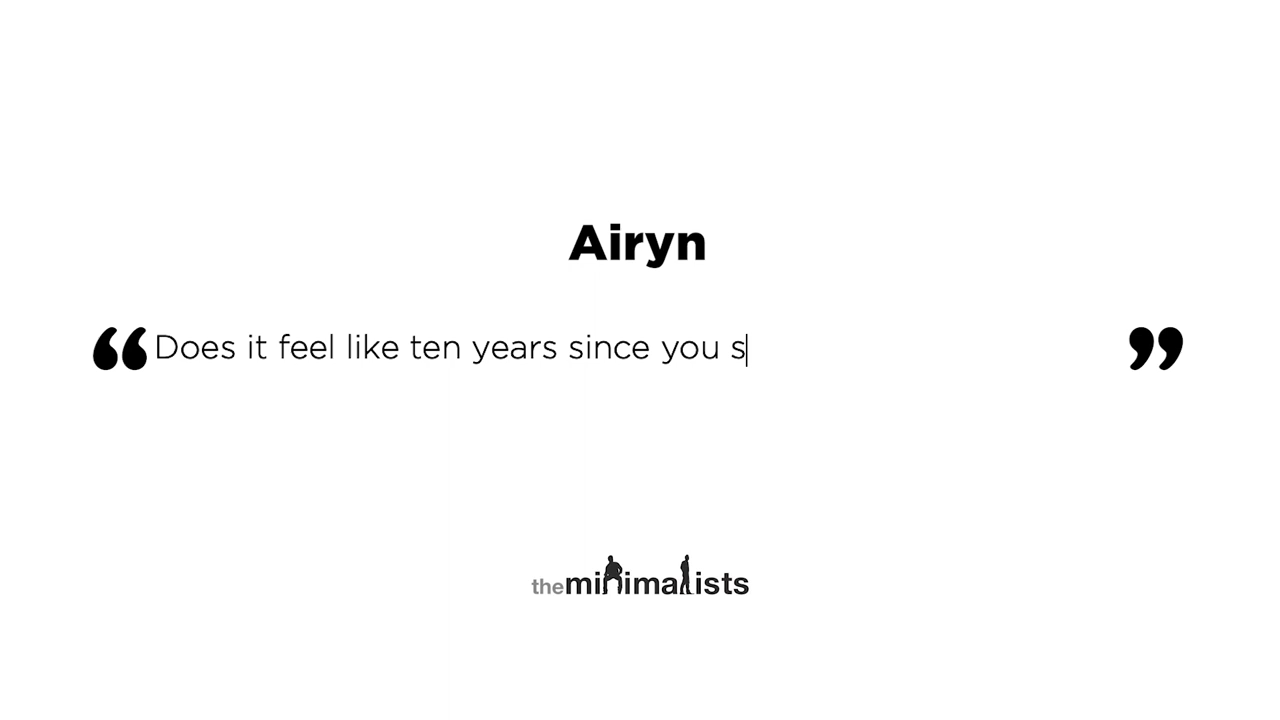 Airyn
“Does it feel like ten years since you s”
theminimalists